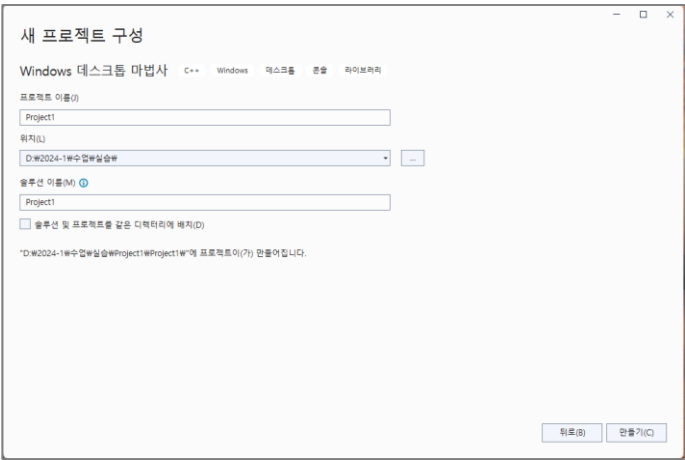 새 프로젝트 구성
Windows 데스크톱 마법사 C++ Windows 데스크톱 콘솔 라이브러리
프로젝트 이름(J)
Project1
위치(L)
D:₩2024-1₩수업₩실습₩
...
솔루션 이름(M)
Project1
솔루션 및 프로젝트를 같은 디렉터리에 배치(D)
"D:₩2024-1₩수업₩실습₩Project1₩Project1₩"에 프로젝트이(가) 만들어집니다.
뒤로(B) 만들기(C)